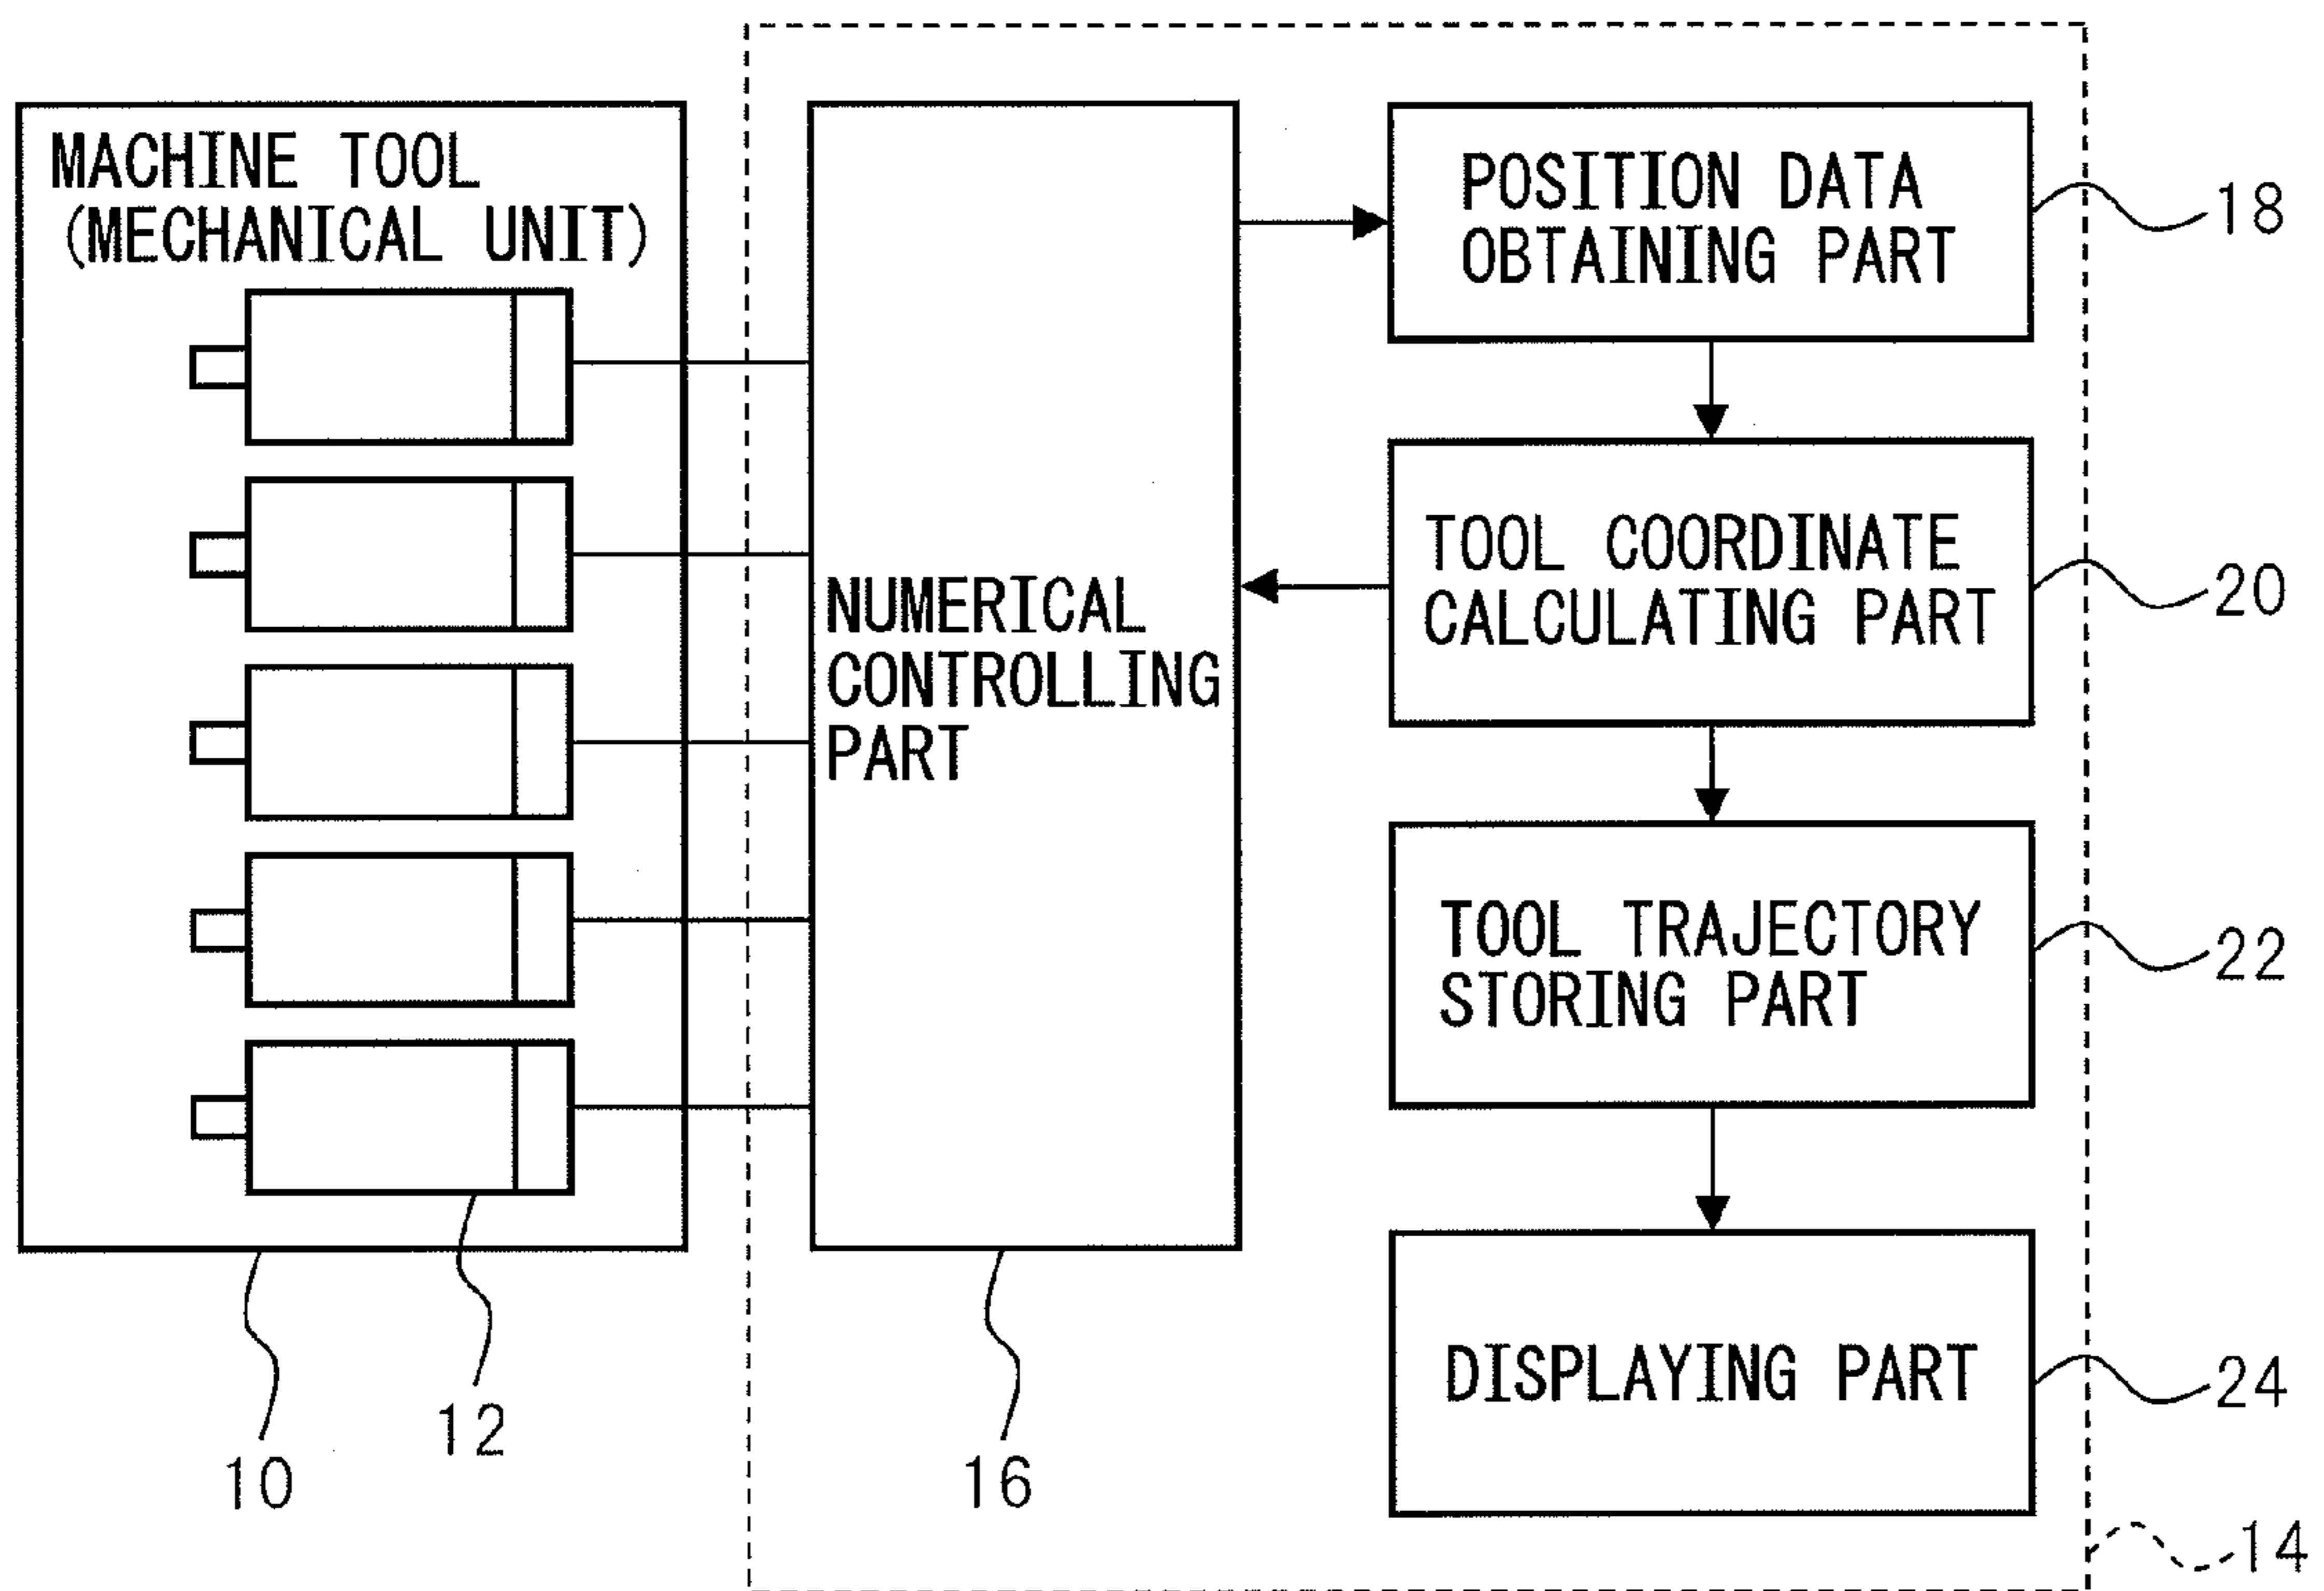 MACHINE TOOL
(MECHANICAL UNIT)
NUMERICAL
CONTROLLING
PART
POSITION DATA
OBTAINING PART
18
TOOL COORDINATE
CALCULATING PART
20
TOOL TRAJECTORY
STORING PART
22
DISPLAYING PART
24
12
10
16
14